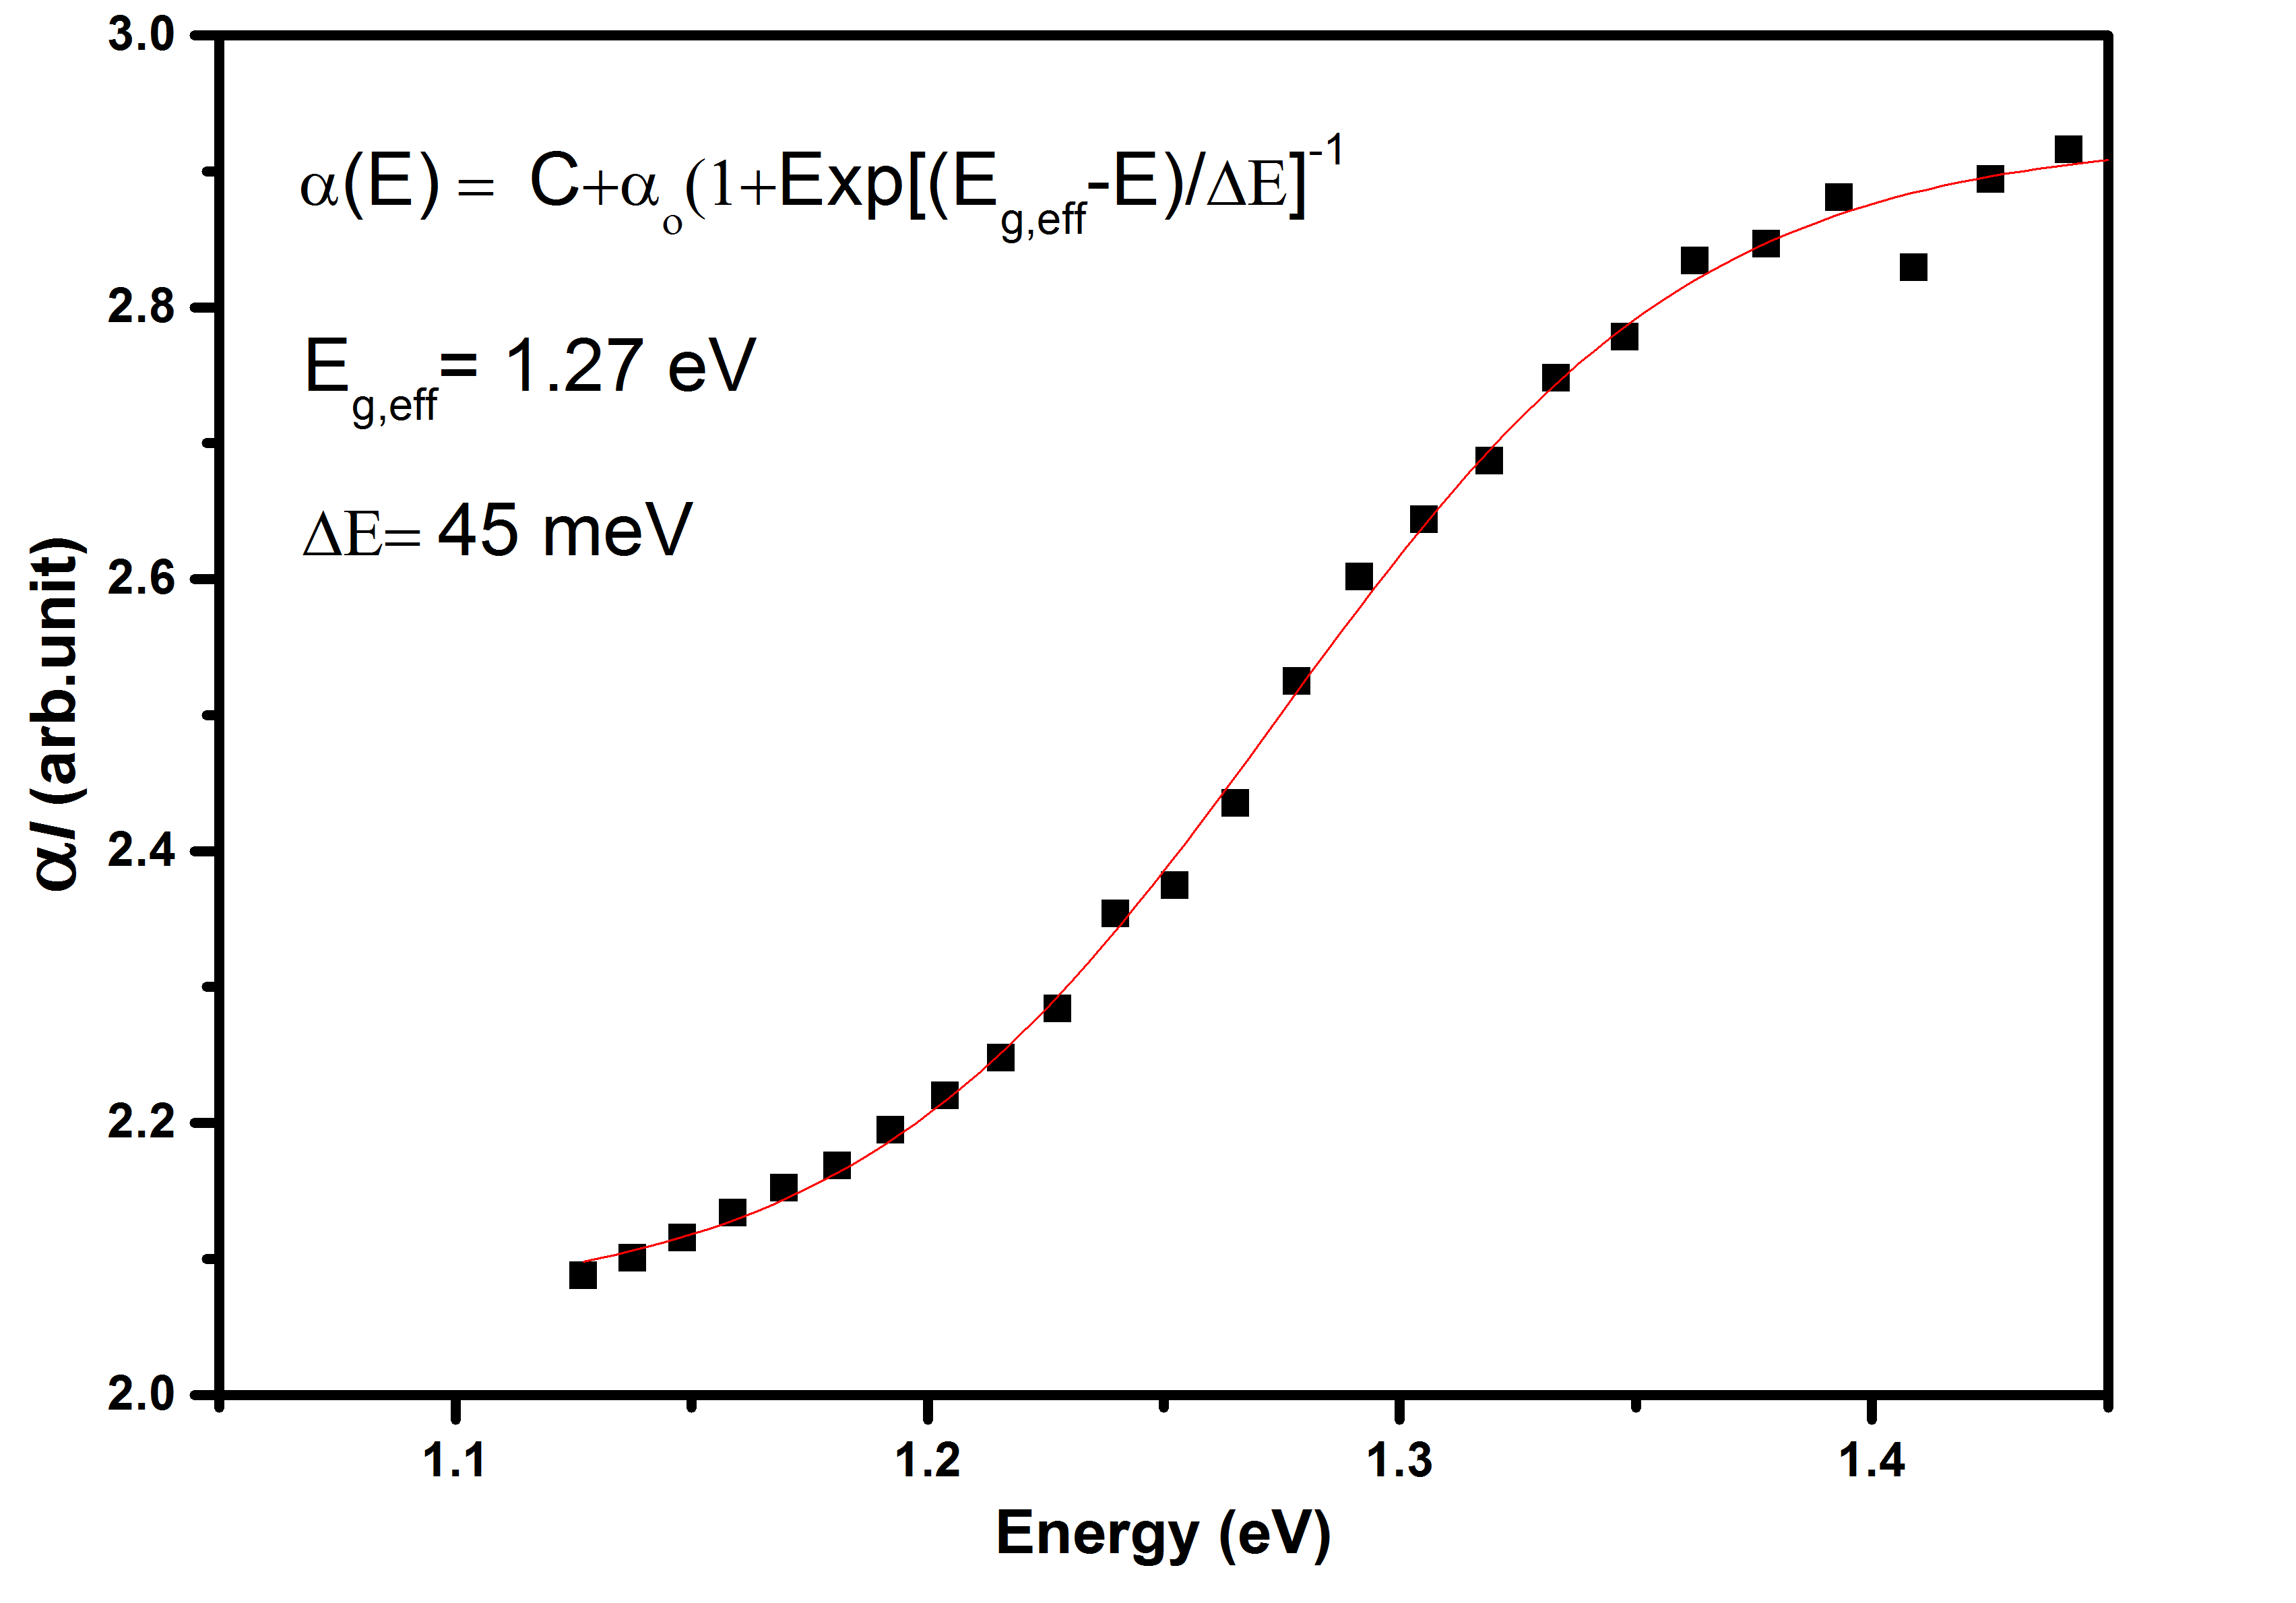 3.0
α(E) = C+αo(1+Exp[(Eg,eff-E)/ΔE]-1
2.8
Eg,eff= 1.27 eV
ΔE= 45 meV
2.6
2.4
2.2
2.0
αl (arb.unit)
1.1 1.2 1.3 1.4
Energy (eV)